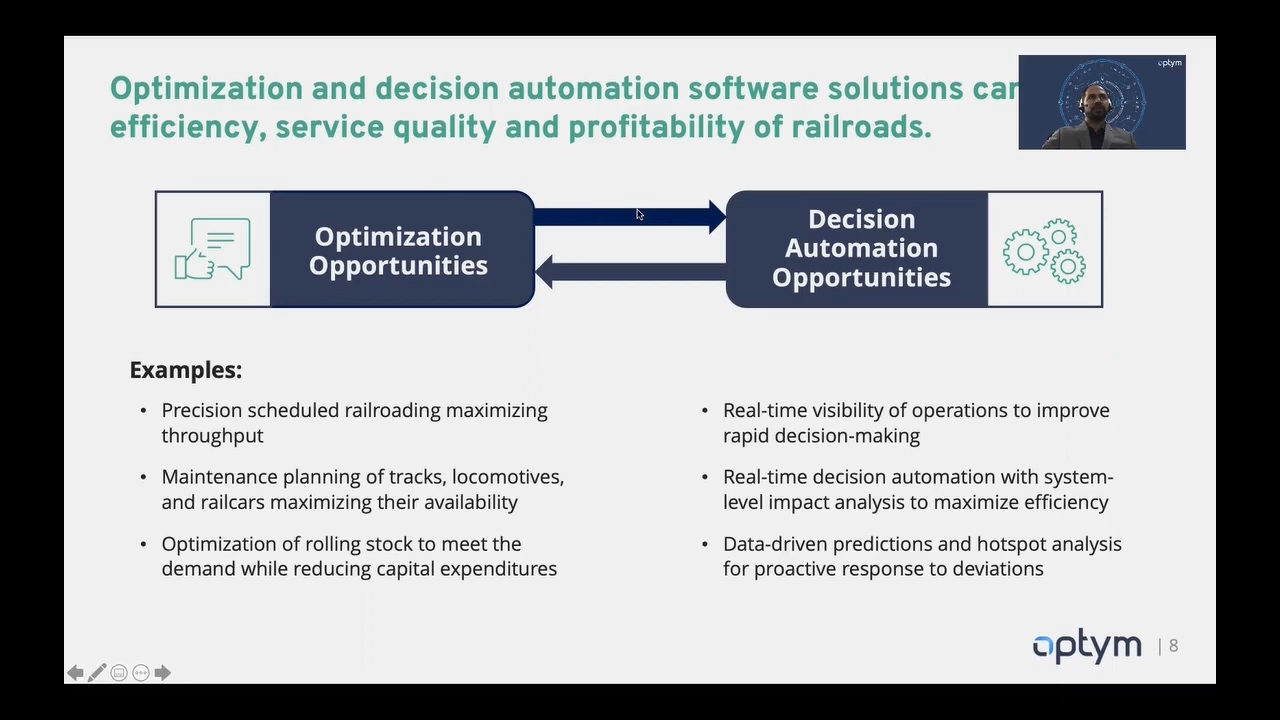 Optimization and decision automation software solutions can
efficiency, service quality and profitability of railroads.
optym
Optimization
Opportunities
Decision
Automation
Opportunities
Examples:
• Precision scheduled railroading maximizing
throughput
• Maintenance planning of tracks, locomotives,
and railcars maximizing their availability
• Optimization of rolling stock to meet the
demand while reducing capital expenditures
• Real-time visibility of operations to improve
rapid decision-making
• Real-time decision automation with system-
level impact analysis to maximize efficiency
• Data-driven predictions and hotspot analysis
for proactive response to deviations
optym | 8